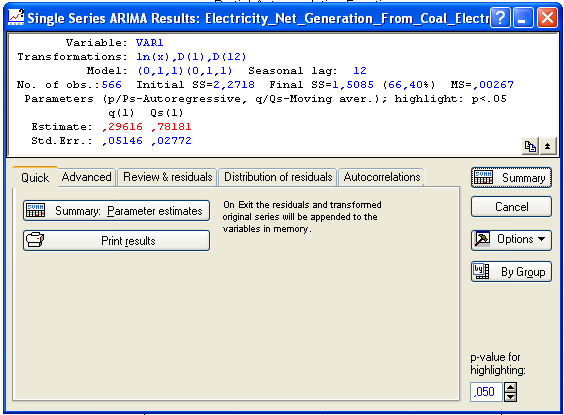 Single Series ARIMA Results: Electricity_Net_Generation_From_Coal_Electr
Variable: VAR1
Transformations: ln(x),D(1),D(12)
Model: (0,1,1)(0,1,1) Seasonal lag: 12
No. of obs.:566 Initial SS=2,2718 Final SS=1,5085 (66,40%) MS=,00267
Parameters (p/Ps-Autoregressive, q/Qs-Moving aver.); highlight: p<.05
q(1) Qs(1)
Estimate: ,29616 ,78181
Std.Err.: ,05146 ,02772
Quick
Advanced
Review & residuals
Distribution of residuals
Autocorrelations
Summary: Parameter estimates
Print results
On Exit the residuals and transformed
original series will be appended to the
variables in memory.
Summary
Cancel
Options
By Group
p-value for
highlighting:
,050